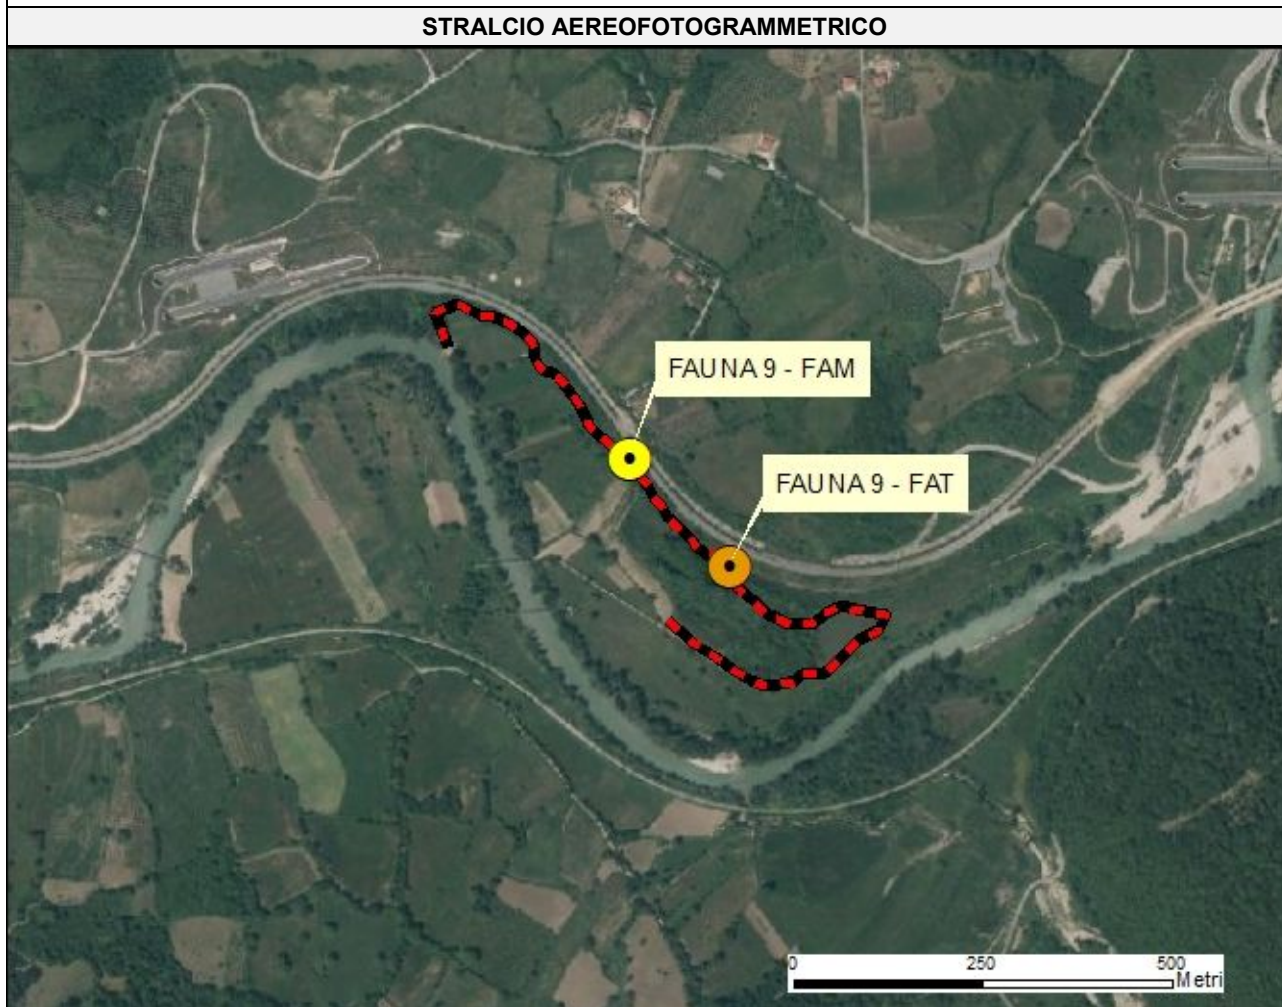 STRALCIO AEREOFOTOGRAMMETRICO
FAUNA 9 - FAM
FAUNA 9 - FAT
0 250 500
Metri